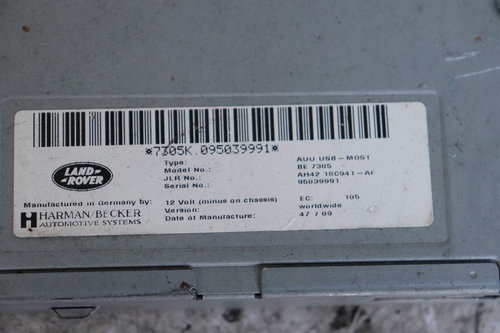 *7305K.095039991*
LAND-
-ROVER
Type: AUU USB-MOST
Model No.: BE 7305
JLR No.: AH42 18C941-AF
Serial No.: 95039991
Manufactured in Germany by: 12 Volt (minus on chassis) EC: 105
HARMAN/BECKER
AUTOMOTIVE SYSTEMS
Version: worldwide
Date of Manufacture: 47 / 09